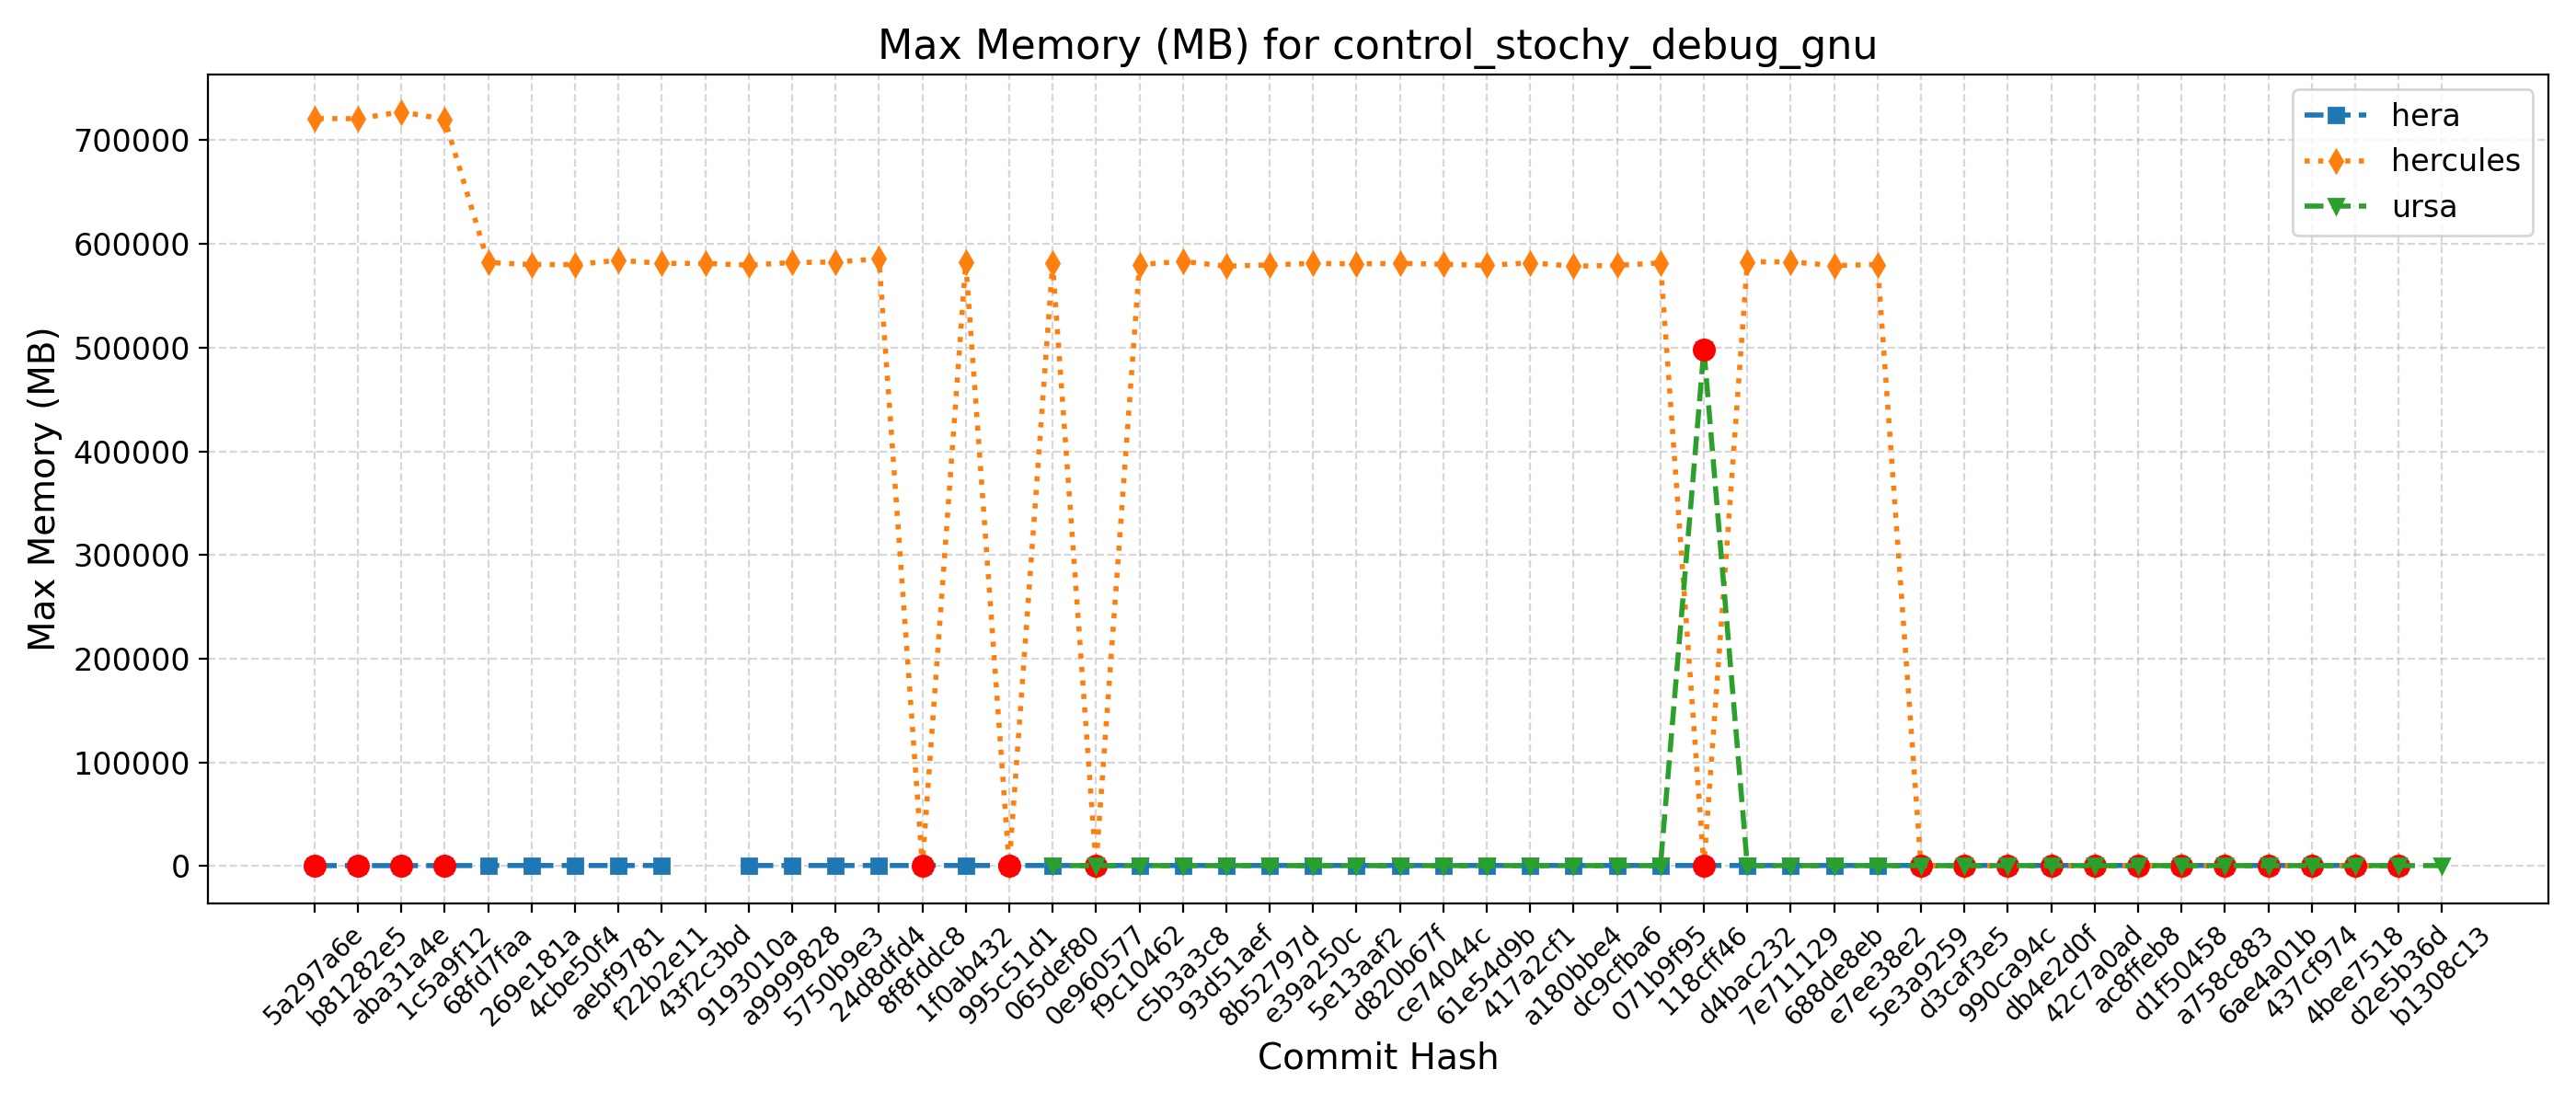 Max Memory (MB) for control_stochy_debug_gnu
hera
hercules
ursa
Max Memory (MB)
700000
600000
500000
400000
300000
200000
100000
0
5a297a6e
b81282e5
aba31a4e
1c5a9f12
68fd7faa
269e181a
4cbe50f4
aebf9781
f22b2e11
43f2c3bd
9193010a
a9999828
5750b9e3
24d8dfd4
8f8fddc8
1f0ab432
995c51d1
065def80
0e960577
f9c10462
c5b3a3c8
93d51aef
8b52797d
e39a250c
5e13aaf2
d820b67f
ce74044c
61e54d9b
417a2cf1
a180bbe4
dc9cfba6
071b9f95
118cff46
d4bac232
7e711129
688de8eb
e7ee38e2
5e3a9259
d3caf3e5
990ca94c
db4e2d0f
42c7a0ad
ac8ffeb8
d1f50458
a758c883
6ae4a01b
437cf974
4bee7518
d2e5b36d
b1308c13
Commit Hash